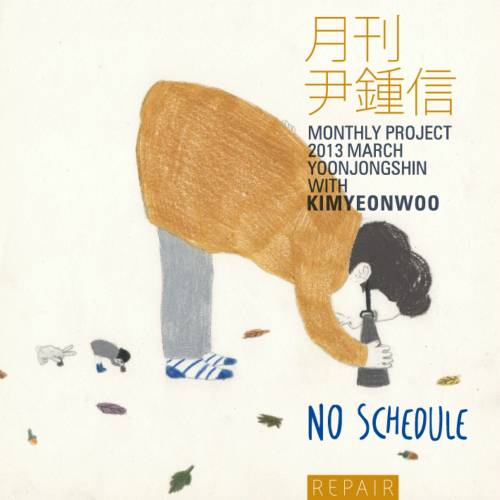 月刊
尹鍾信
MONTHLY PROJECT
2013 MARCH
YOONJONGSHIN
WITH
KIMYEONWOO
NO SCHEDULE
REPAIR